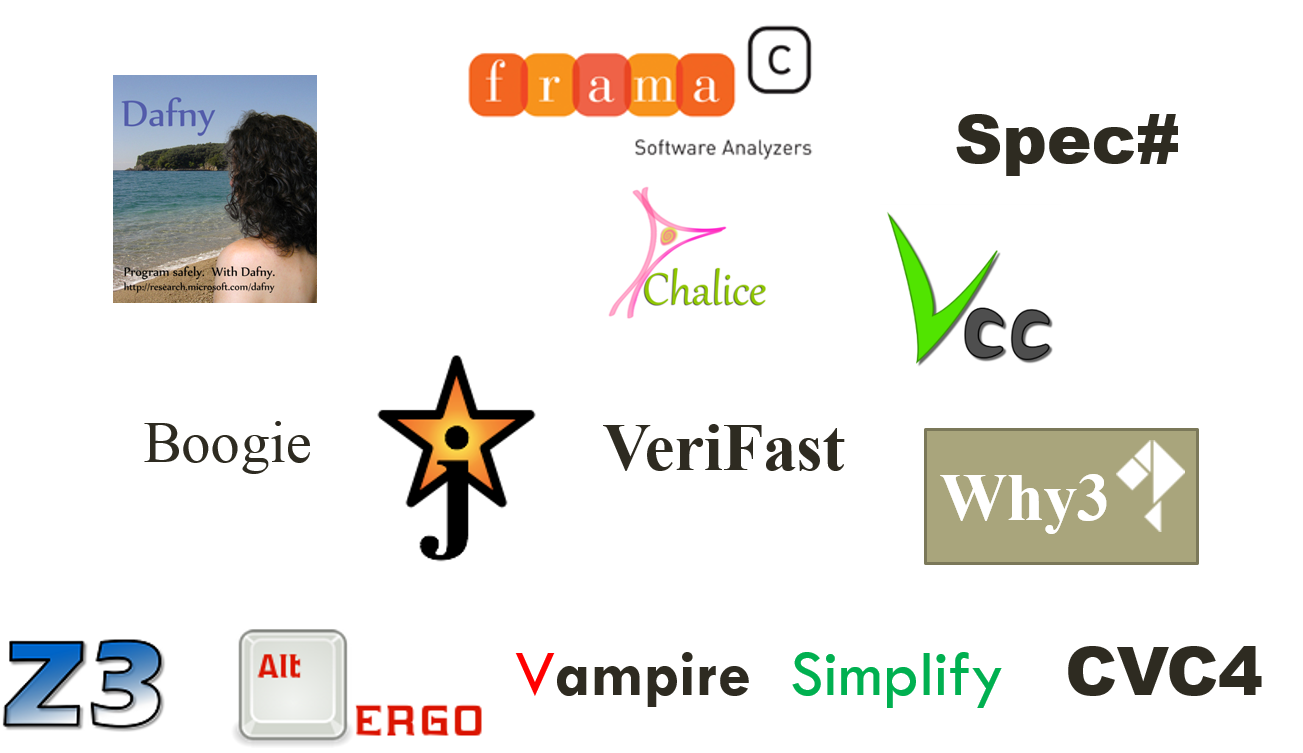 frama C
Software Analyzers
Dafny
Program safely. With Dafny.
http://research.microsoft.com/dafny
Spec#
Chalice
Vcc
Boogie
j
VeriFast
Why3
Z3
Alt
ERGO
Vampire
Simplify
CVC4